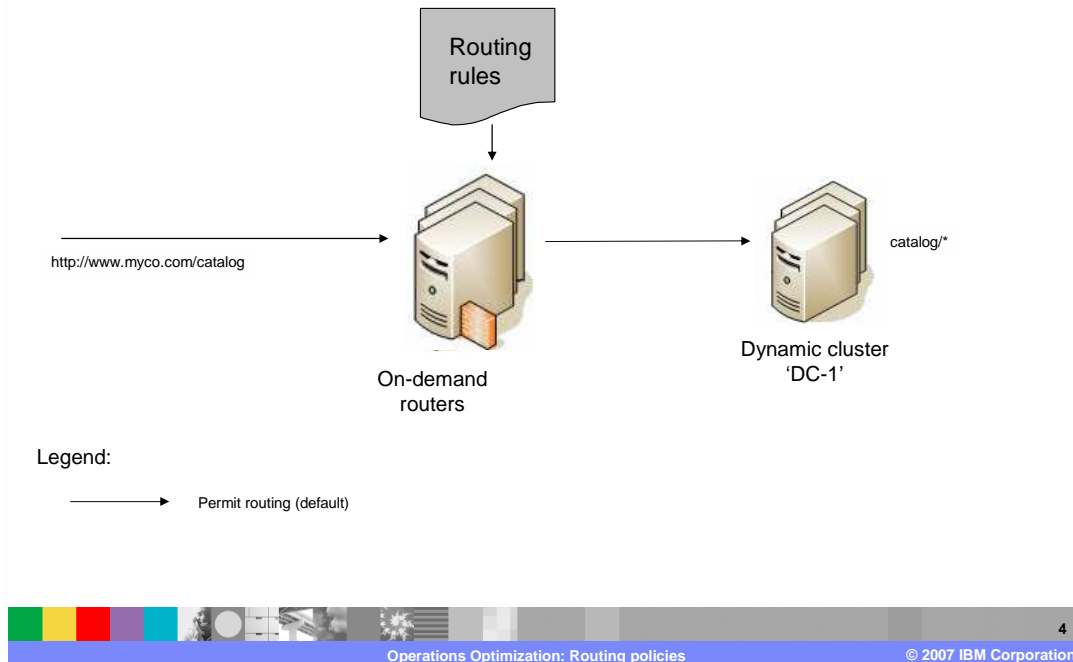 Routing
rules
http://www.myco.com/catalog
catalog/*
On-demand
routers
Dynamic cluster
‘DC-1’
Legend:
Permit routing (default)
4
Operations Optimization: Routing policies
© 2007 IBM Corporation